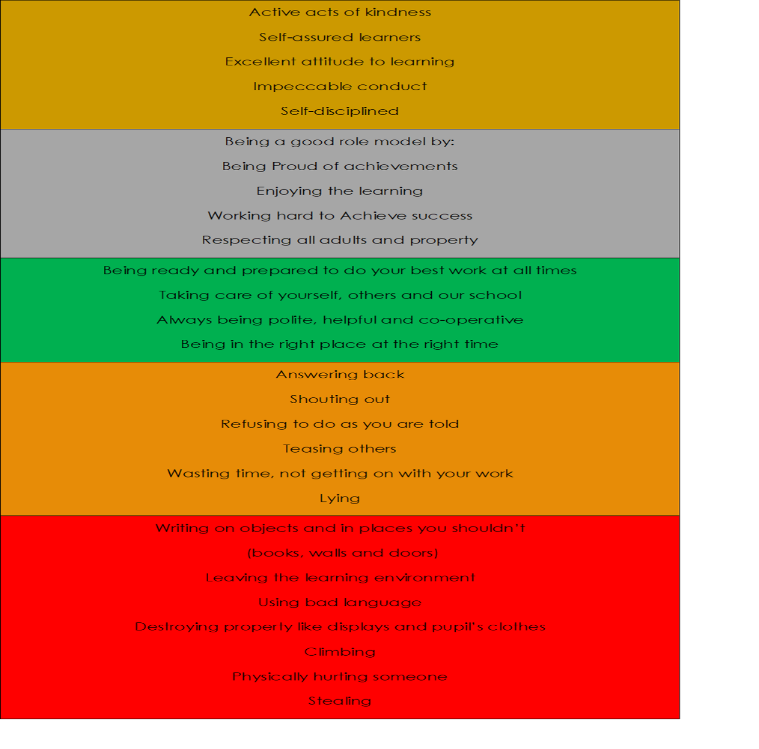 Active acts of kindness
Self-assured learners
Excellent attitude to learning
Impeccable conduct
Self-disciplined
Being a good role model by:
Being Proud of achievements
Enjoying the learning
Working hard to Achieve success
Respecting all adults and property
Being ready and prepared to do your best work at all times
Taking care of yourself, others and our school
Always being polite, helpful and co-operative
Being in the right place at the right time
Answering back
Shouting out
Refusing to do as you are told
Teasing others
Wasting time, not getting on with your work
Lying
Writing on objects and in places you shouldn't
(books, walls and doors)
Leaving the learning environment
Using bad language
Destroying property like displays and pupil's clothes
Climbing
Physically hurting someone
Stealing